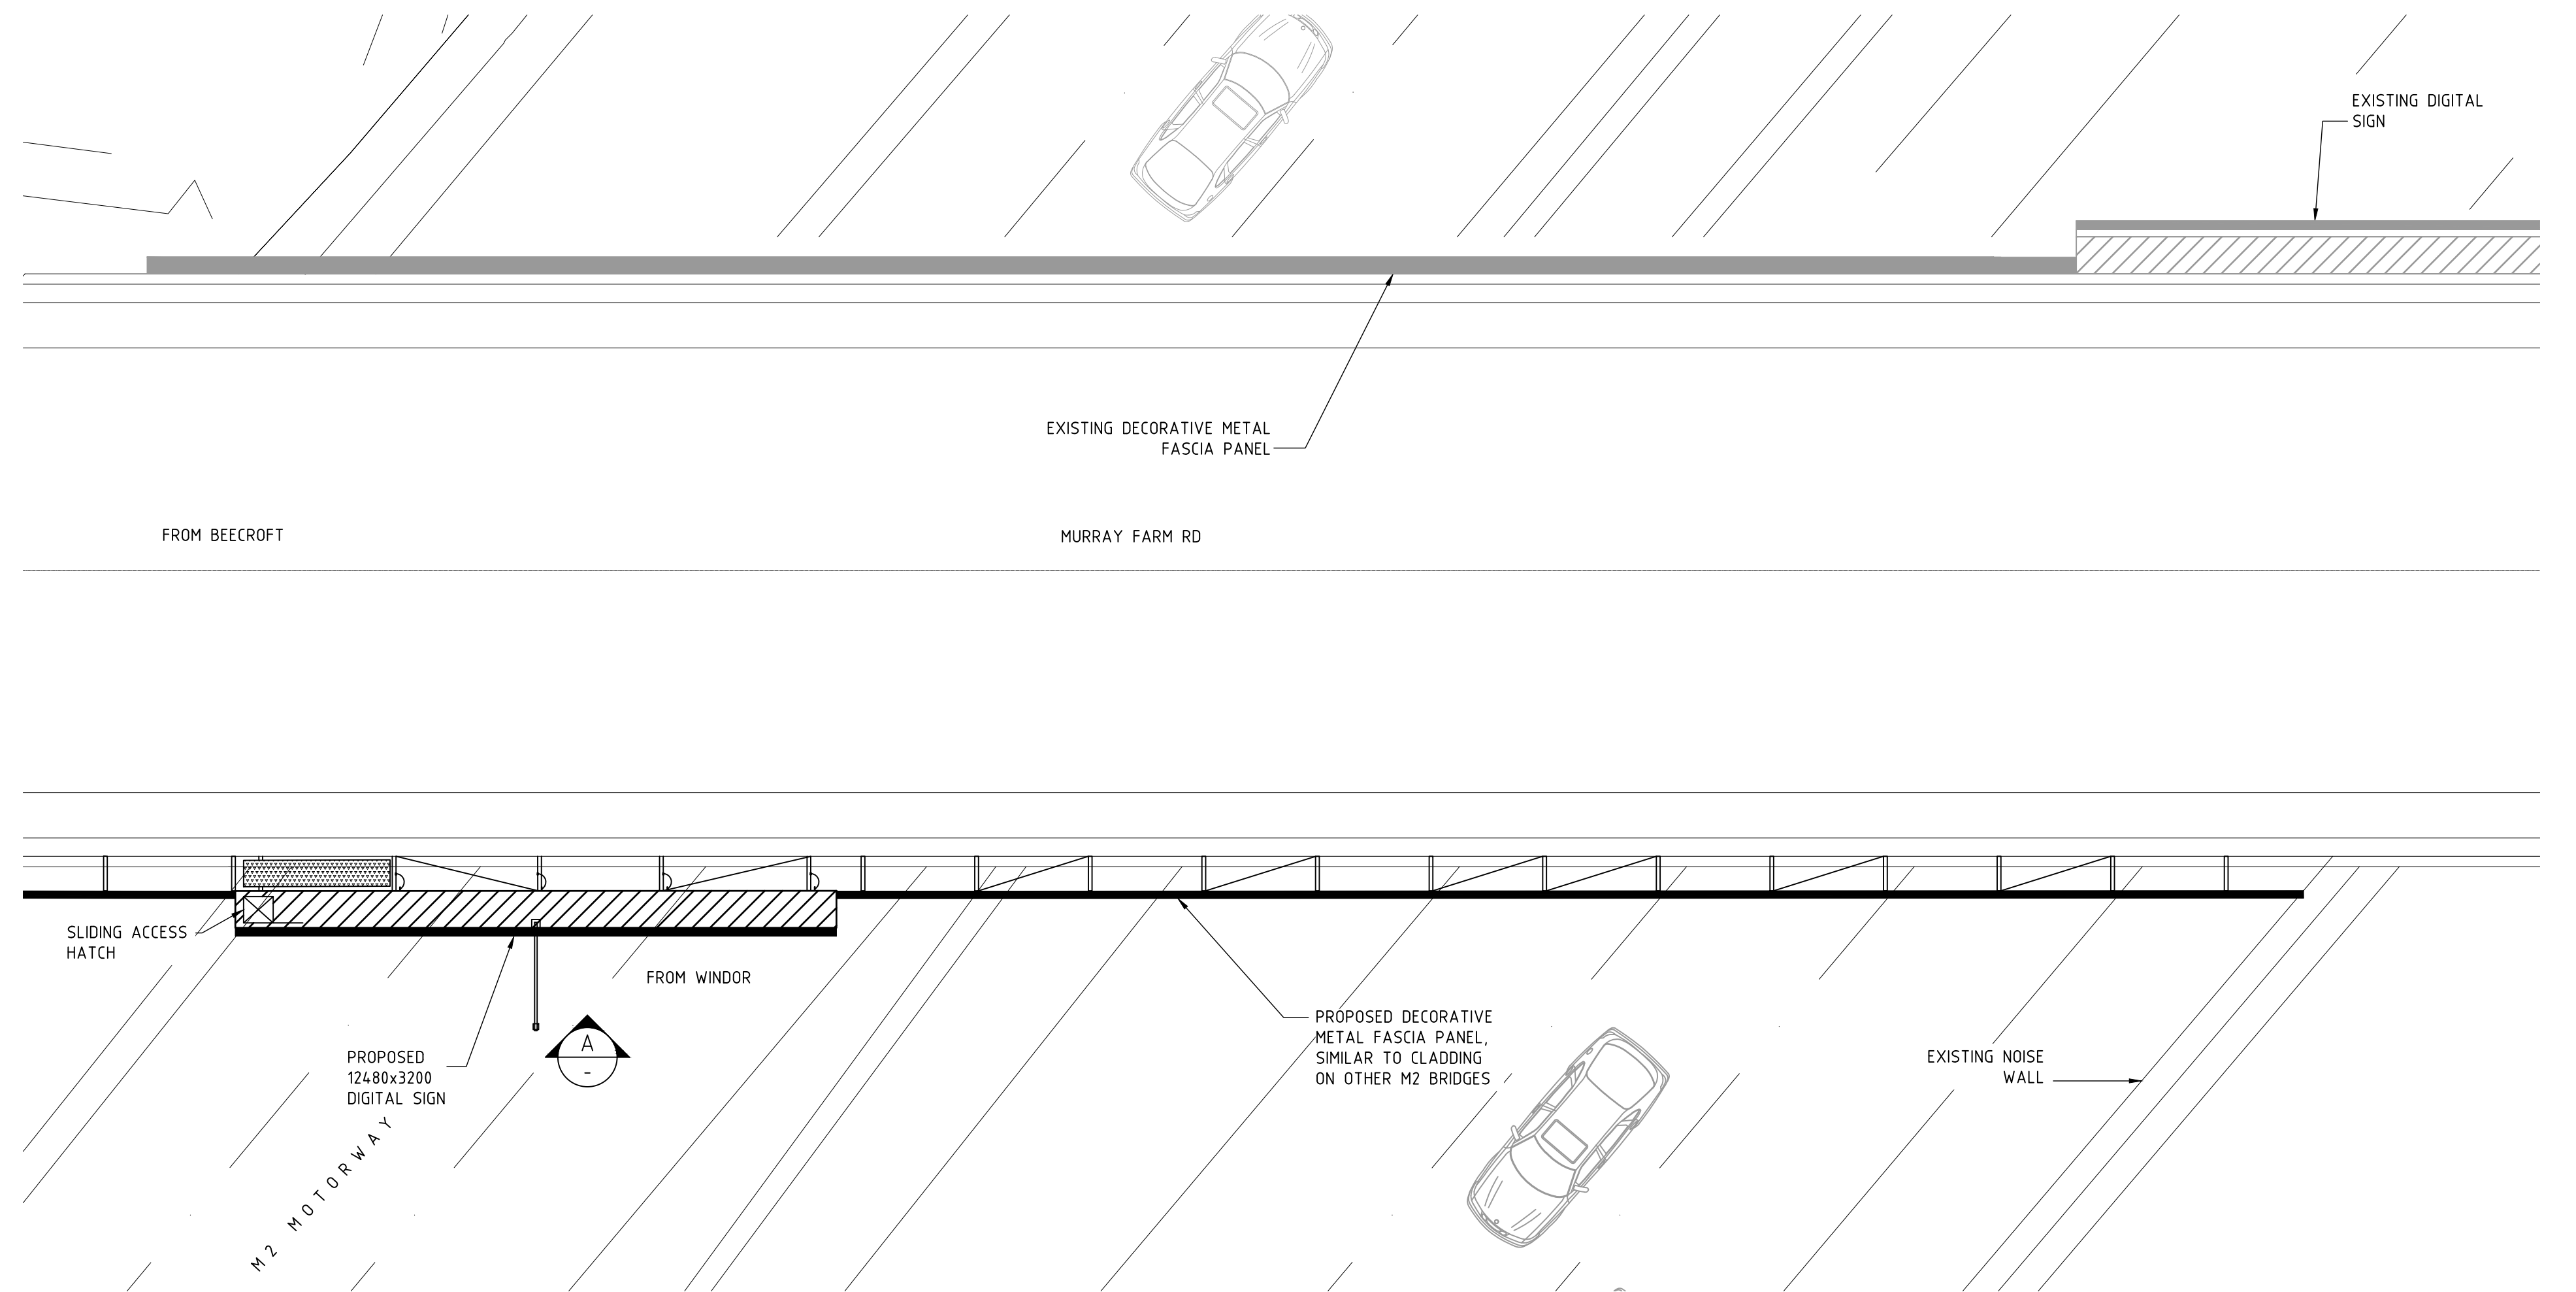 EXISTING DIGITAL
SIGN
EXISTING DECORATIVE METAL
FASCIA PANEL
FROM BEECROFT
MURRAY FARM RD
SLIDING ACCESS
HATCH
FROM WINDOR
PROPOSED
12480x3200
DIGITAL SIGN
A
-
PROPOSED DECORATIVE
METAL FASCIA PANEL,
SIMILAR TO CLADDING
ON OTHER M2 BRIDGES
EXISTING NOISE
WALL
M2 MOTORWAY